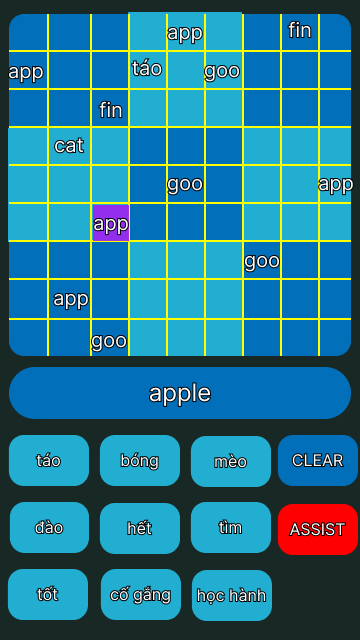 app fin
app táo goo
fin
cat
goo app
app
goo
app
goo
apple
táo bóng mèo CLEAR
đào hết tìm ASSIST
tốt cố gắng học hành